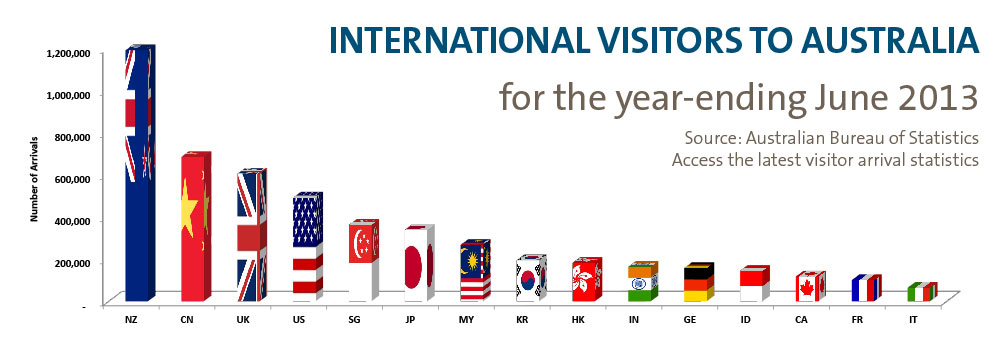 INTERNATIONAL VISITORS TO AUSTRALIA
for the year-ending June 2013
Source: Australian Bureau of Statistics
Access the latest visitor arrival statistics
Number of Arrivals
1,200,000
1,000,000
800,000
600,000
400,000
200,000
-
NZ CN UK US SG JP MY KR HK IN GE ID CA FR IT